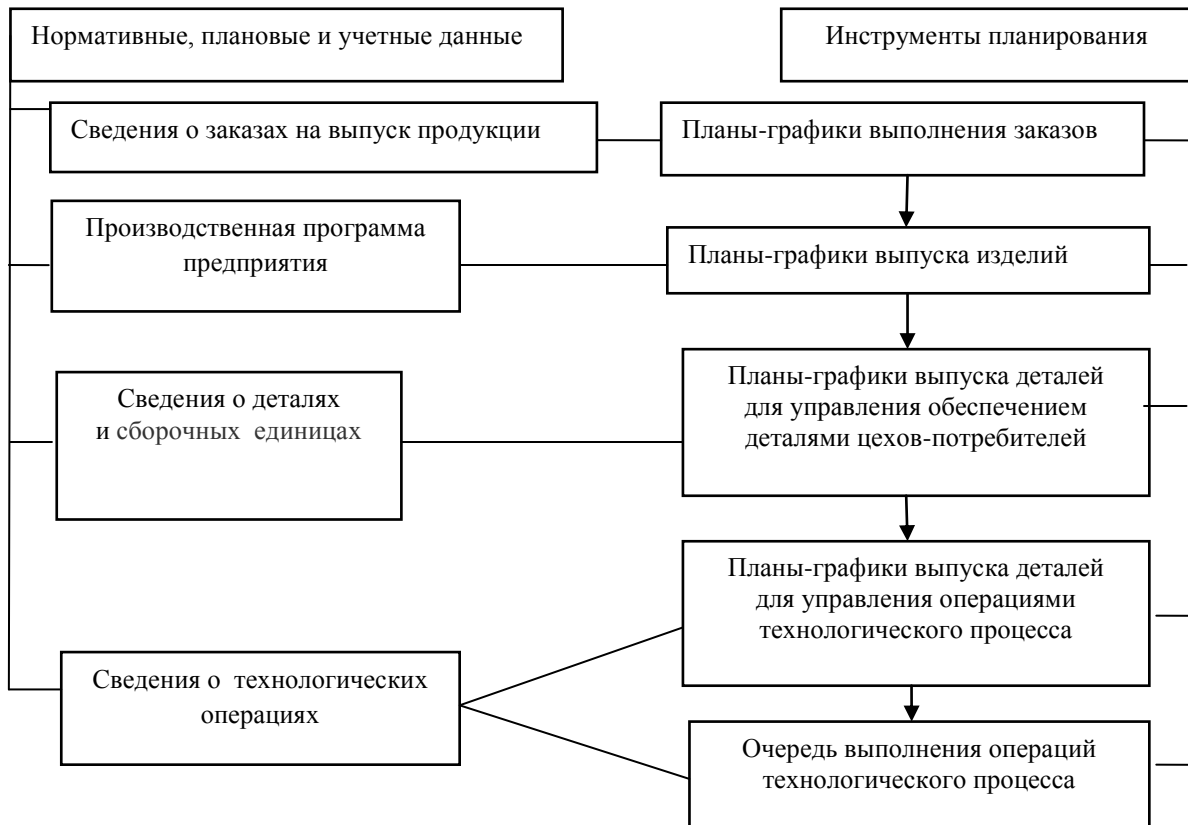 Нормативные, плановые и учетные данные
Инструменты планирования
Сведения о заказах на выпуск продукции
Планы-графики выполнения заказов
Производственная программа
предприятия
Планы-графики выпуска изделий
Сведения о деталях
и сборочных единицах
Планы-графики выпуска деталей
для управления обеспечением
деталями цехов-потребителей
Планы-графики выпуска деталей
для управления операциями
технологического процесса
Сведения о технологических
операциях
Очередь выполнения операций
технологического процесса